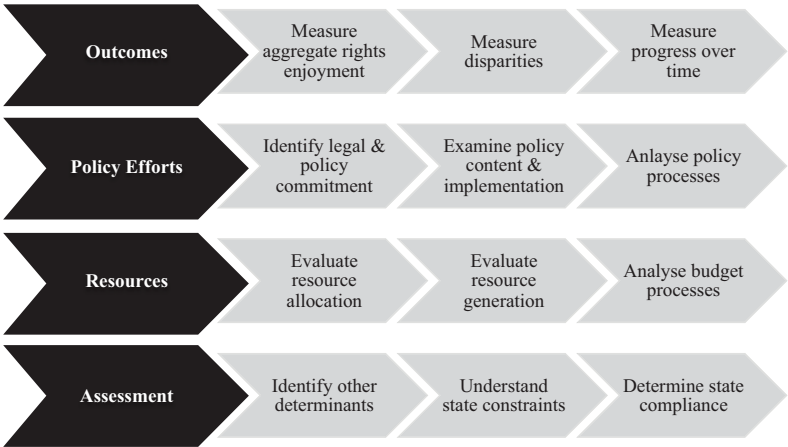 Outcomes
Measure
aggregate rights
enjoyment
Measure
disparities
Measure
progress over
time
Policy Efforts
Identify legal &
policy
commitment
Examine policy
content &
implementation
Anlayse policy
processes
Resources
Evaluate
resource
allocation
Evaluate
resource
generation
Analyse budget
processes
Assessment
Identify other
determinants
Understand
state constraints
Determine state
compliance